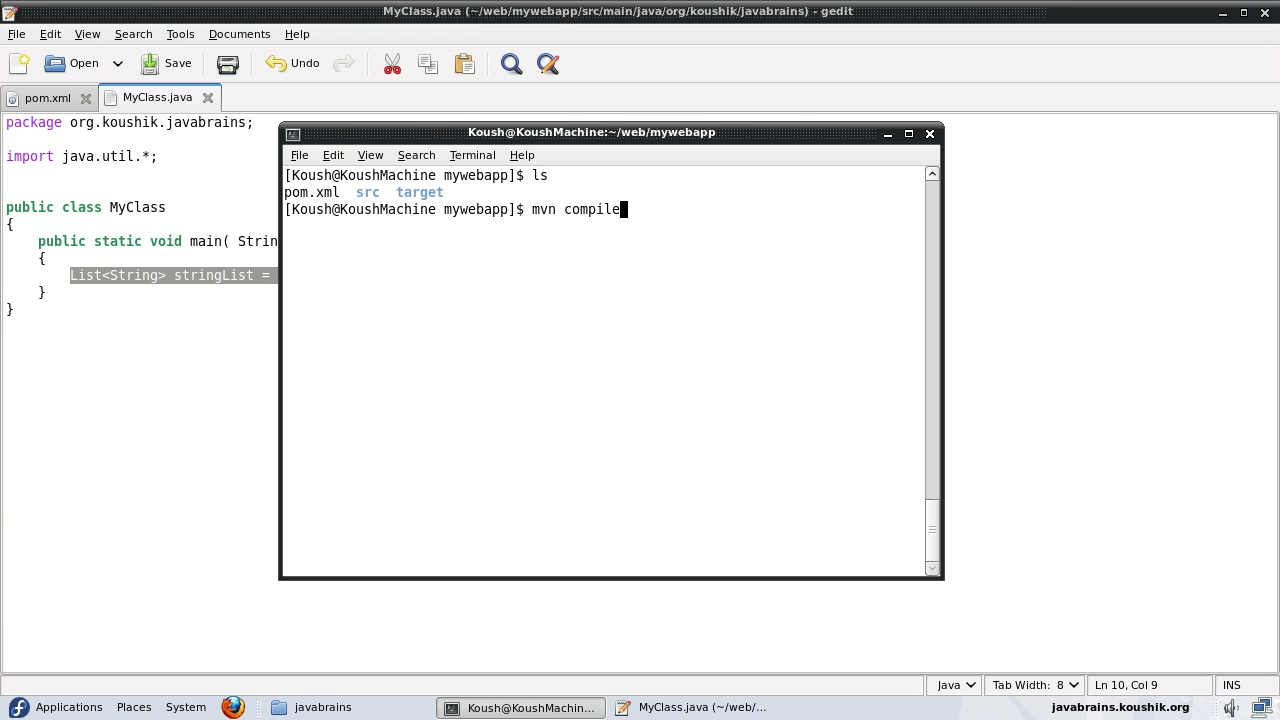 MyClass.java (~/web/mywebapp/src/main/java/org/koushik/javabrains) - gedit
File Edit View Search Tools Documents Help
Open Save Undo
pom.xml MyClass.java
package org.koushik.javabrains;
import java.util.*;
public class MyClass
{
public static void main( Strin
{
List<String> stringList =
}
}
Koush@KoushMachine:~/web/mywebapp
File Edit View Search Terminal Help
[Koush@KoushMachine mywebapp]$ ls
pom.xml src target
[Koush@KoushMachine mywebapp]$ mvn compile
Java Tab Width: 8 Ln 10, Col 9 INS
Applications Places System javabrains Koush@KoushMachin... MyClass.java (~/web/... javabrains.koushik.org